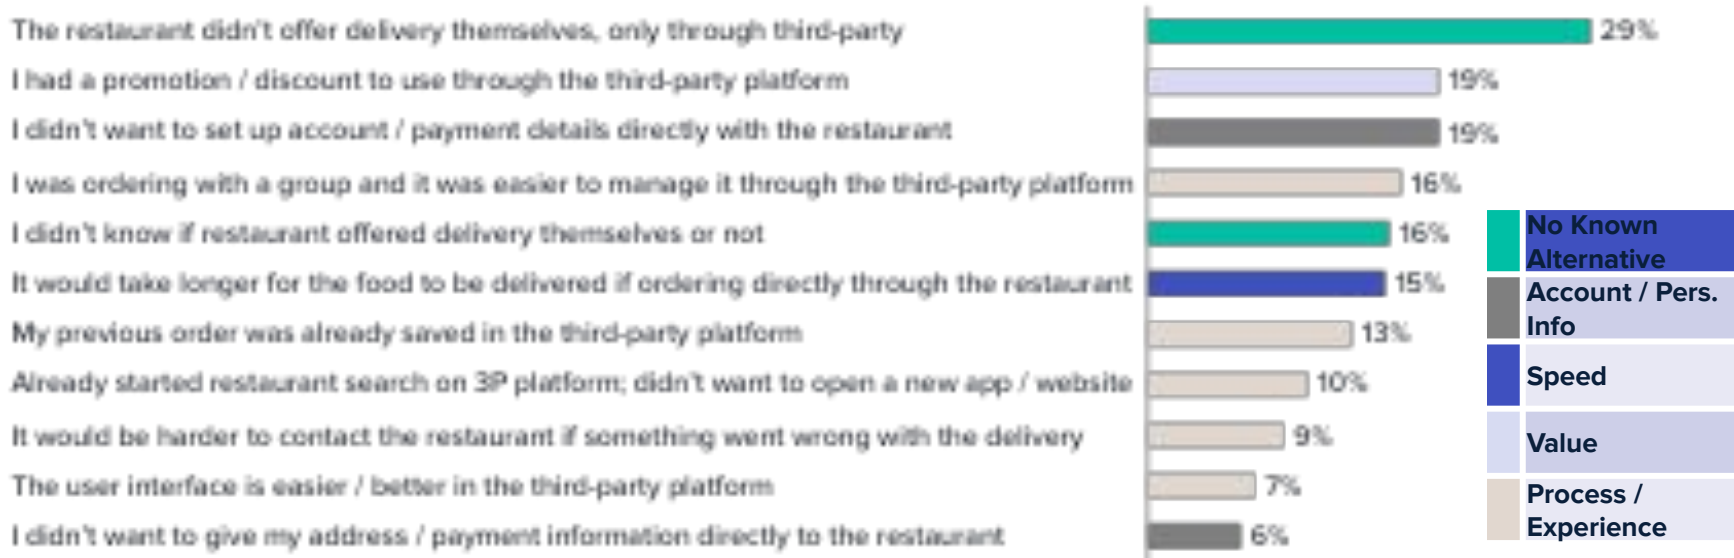 The restaurant didn't offer delivery themselves, only through third-party 29%
I had a promotion / discount to use through the third-party platform 19%
I didn't want to set up account / payment details directly with the restaurant 19%
I was ordering with a group and it was easier to manage it through the third-party platform 16%
I didn't know if restaurant offered delivery themselves or not 16%
It would take longer for the food to be delivered if ordering directly through the restaurant 15%
My previous order was already saved in the third-party platform 13%
Already started restaurant search on 3P platform; didn't want to open a new app / website 10%
It would be harder to contact the restaurant if something went wrong with the delivery 9%
The user interface is easier / better in the third-party platform 7%
I didn't want to give my address / payment information directly to the restaurant 6%
No Known
Alternative
Account / Pers.
Info
Speed
Value
Process /
Experience